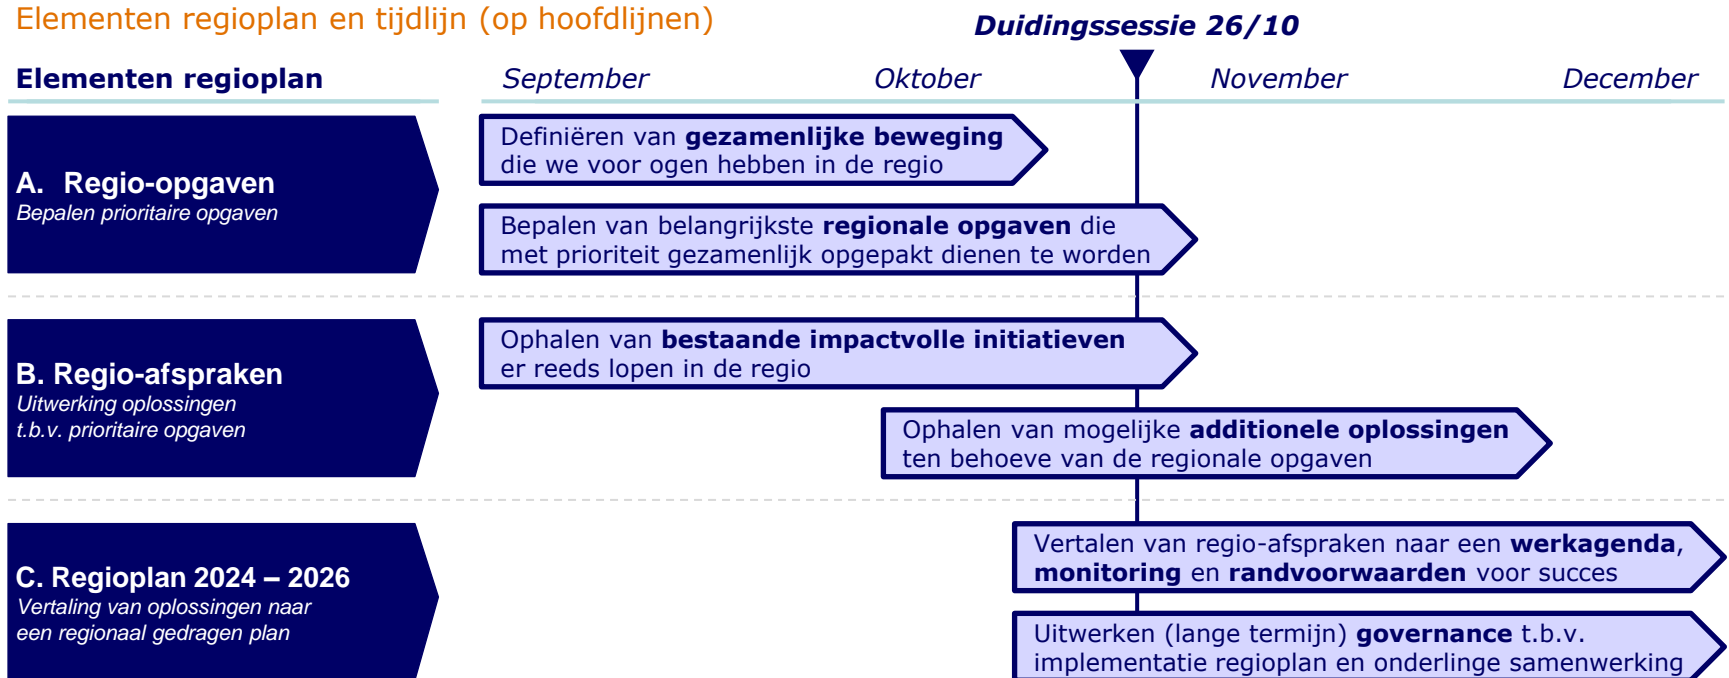 Elementen regioplan en tijdlijn (op hoofdlijnen)
Duidingssessie 26/10
Elementen regioplan
September
Oktober
November
December
A. Regio-opgaven
Bepalen prioritaire opgaven
Definiëren van gezamenlijke beweging
die we voor ogen hebben in de regio
Bepalen van belangrijkste regionale opgaven die
met prioriteit gezamenlijk opgepakt dienen te worden
B. Regio-afspraken
Uitwerking oplossingen
t.b.v. prioritaire opgaven
Ophalen van bestaande impactvolle initiatieven
er reeds lopen in de regio
Ophalen van mogelijke additionele oplossingen
ten behoeve van de regionale opgaven
C. Regioplan 2024 – 2026
Vertaling van oplossingen naar
een regionaal gedragen plan
Vertalen van regio-afspraken naar een werkagenda,
monitoring en randvoorwaarden voor succes
Uitwerken (lange termijn) governance t.b.v.
implementatie regioplan en onderlinge samenwerking